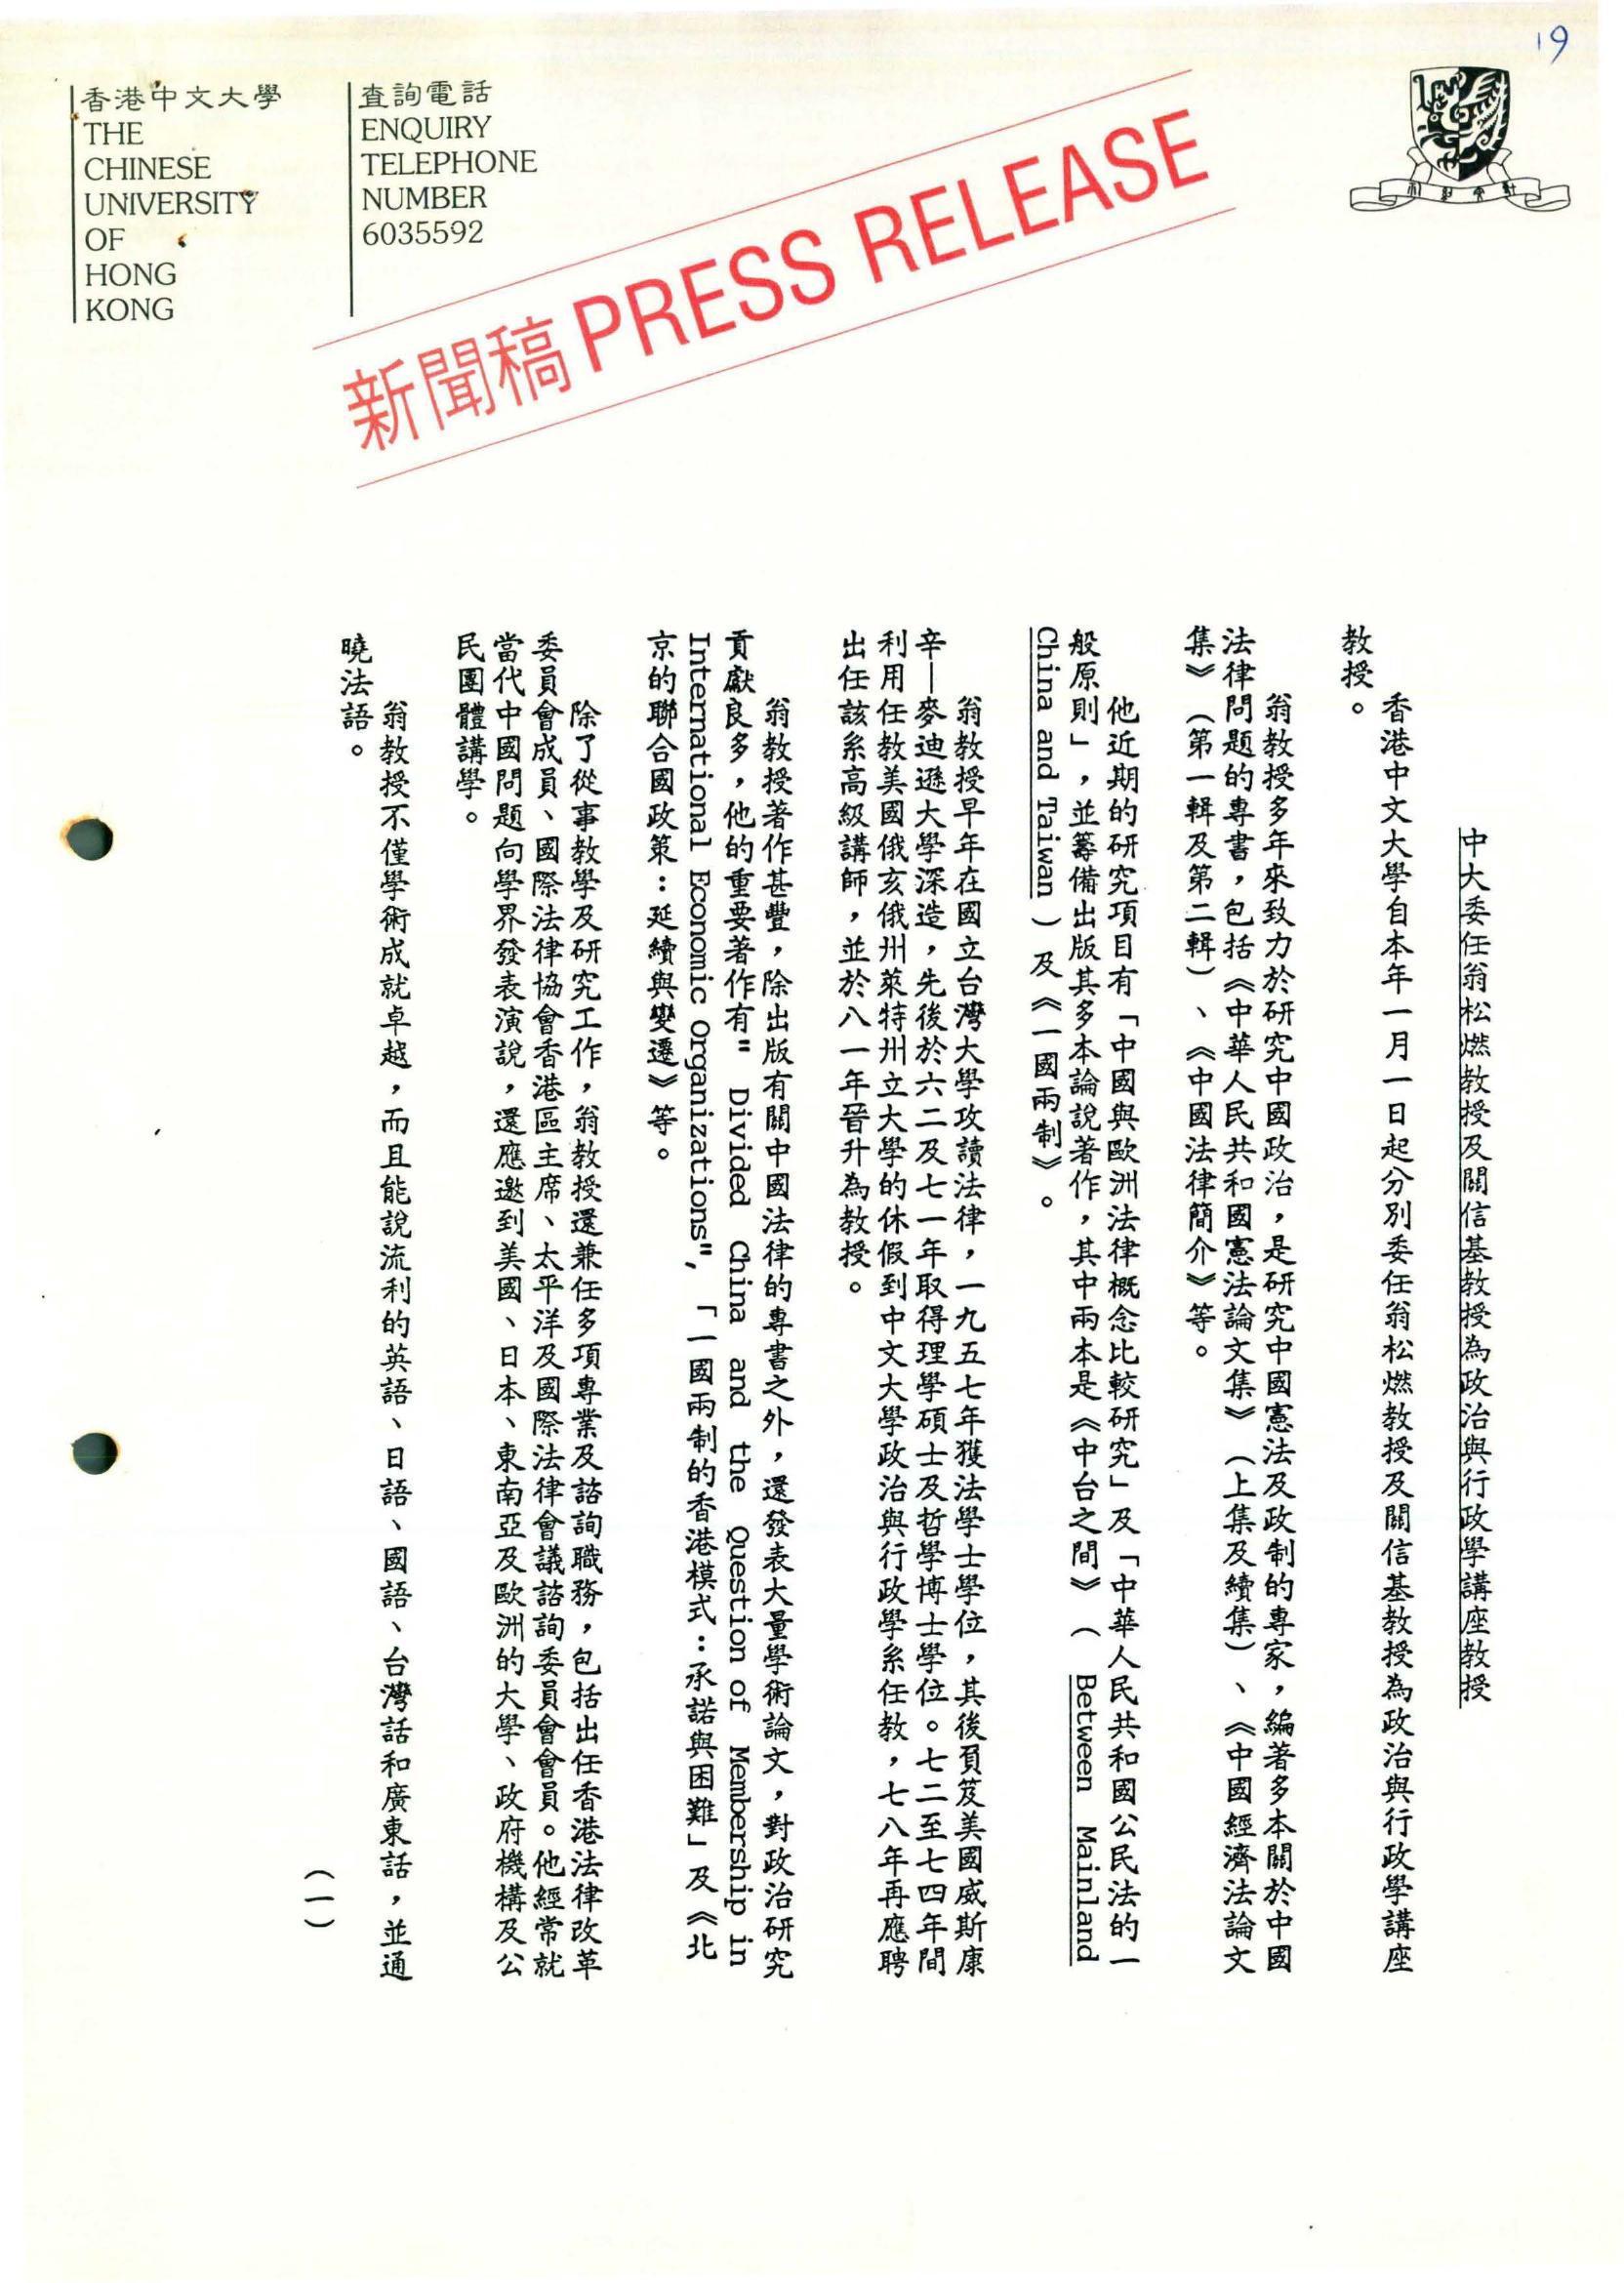 19
香港中文大學
THE
CHINESE
UNIVERSITY
OF
HONG
KONG
查詢電話
ENQUIRY
TELEPHONE
NUMBER
6035592
新聞稿 PRESS RELEASE
中大委任翁松燃教授及關信基教授為政治與行政學講座教授
香港中文大學自本年一月一日起分別委任翁松燃教授及關信基教授為政治與行政學講座
教授。
翁教授多年來致力於研究中國政治，是研究中國憲法及政制的專家，編著多本關於中國
法律問題的專書，包括《中華人民共和國憲法論文集》（上集及續集）、《中國經濟法論文
集》（第一輯及第二輯）、《中國法律簡介》等。
他近期的研究項目有「中國與歐洲法律概念比較研究」及「中華人民共和國公民法的一
般原則」，並籌備出版其多本論說著作，其中兩本是《中台之間》（ Between Mainland
China and Taiwan ）及《一國兩制》。
翁教授早年在國立台灣大學攻讀法律，一九五七年獲法學士學位，其後負笈美國威斯康
辛—麥迪遜大學深造，先後於六二及七一年取得理學碩士及哲學博士學位。七二至七四年間
利用任教美國俄亥俄州萊特州立大學的休假到中文大學政治與行政學系任教，七八年再應聘
出任該系高級講師，並於八一年晉升為教授。
翁教授著作甚豐，除出版有關中國法律的專書之外，還發表大量學術論文，對政治研究
貢獻良多，他的重要著作有" Divided China and the Question of Membership in
International Economic Organizations", 「一國兩制的香港模式：承諾與困難」及《北
京的聯合國政策：延續與變遷》等。
除了從事教學及研究工作，翁教授還兼任多項專業及諮詢職務，包括出任香港法律改革
委員會成員、國際法律協會香港區主席、太平洋及國際法律會議諮詢委員會會員。他經常就
當代中國問題向學界發表演說，還應邀到美國、日本、東南亞及歐洲的大學、政府機構及公
民團體講學。
翁教授不僅學術成就卓越，而且能說流利的英語、日語、國語、台灣話和廣東話，並通
曉法語。
（一）